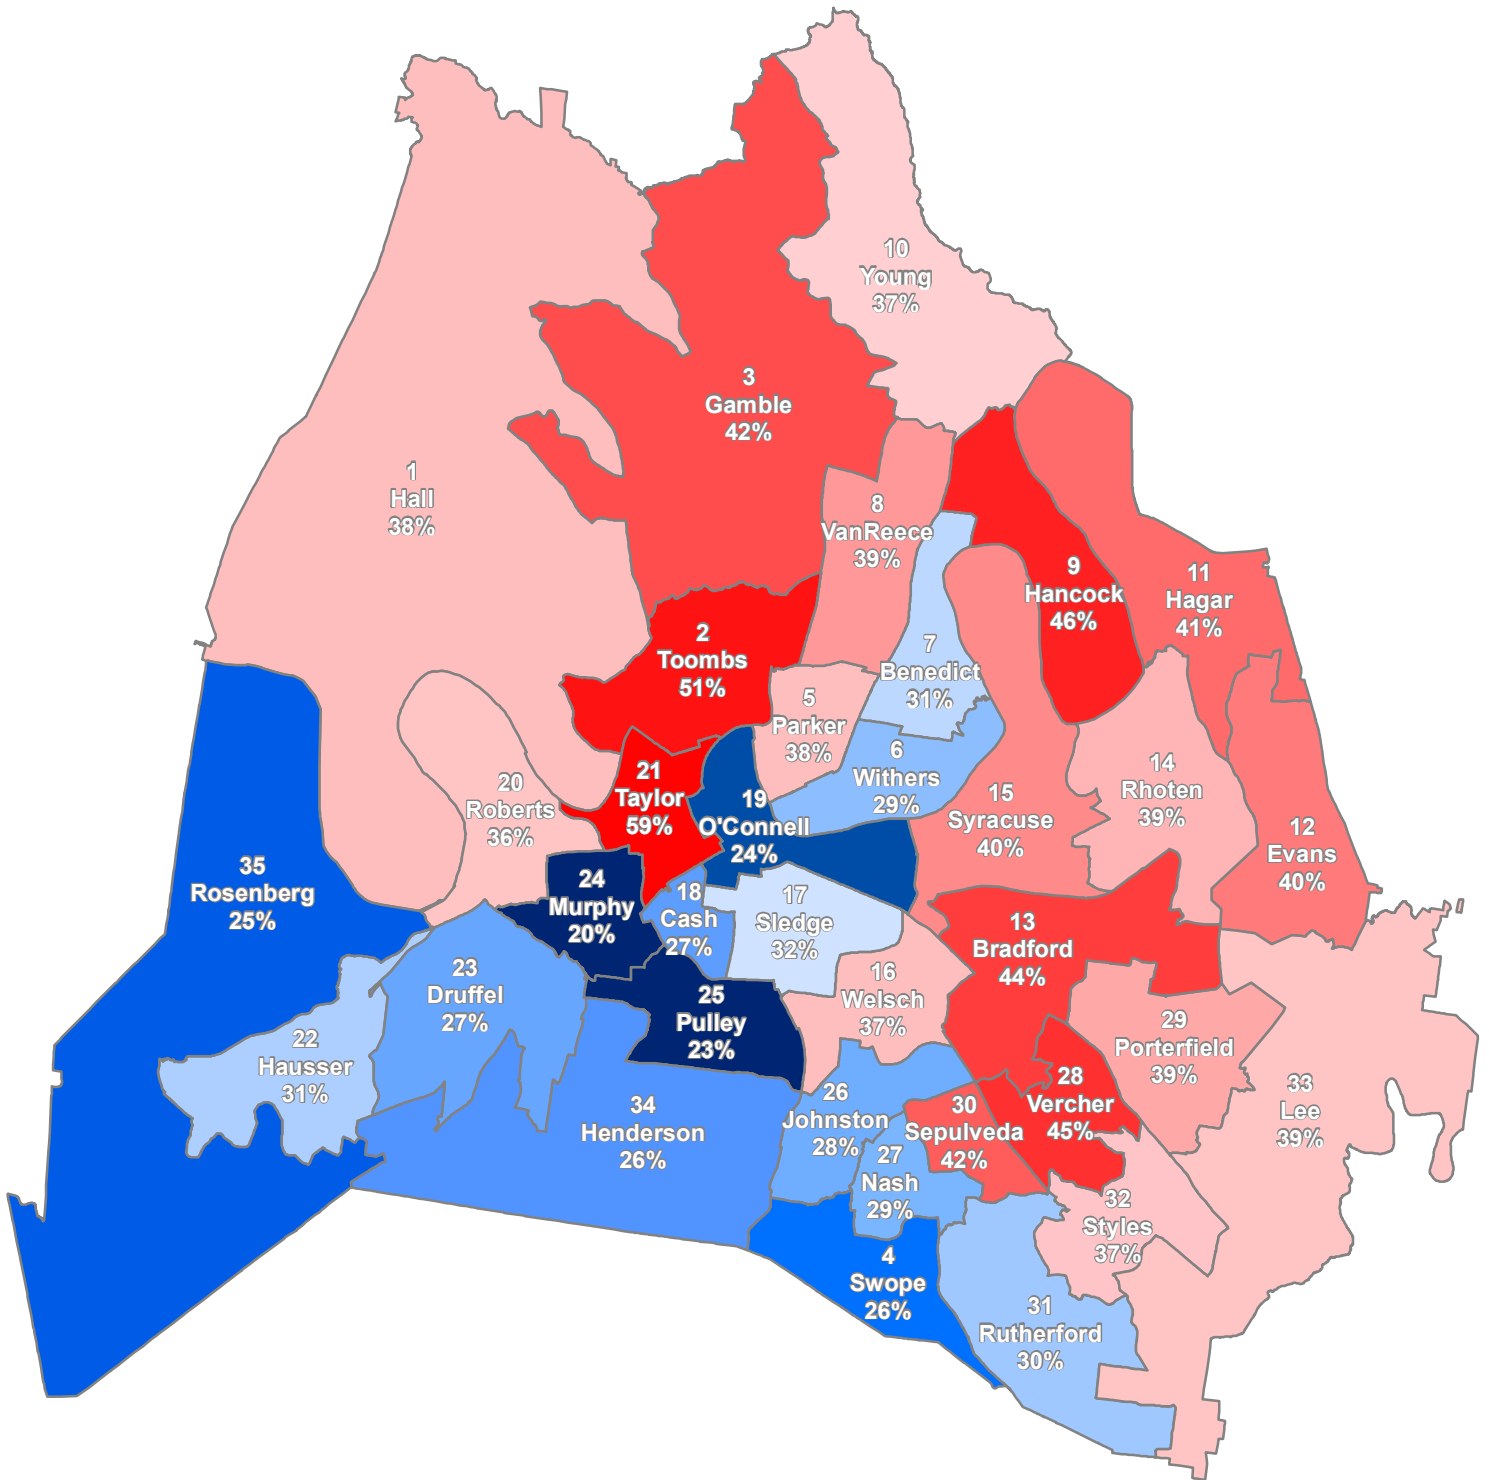 10
Young
37%
3
Gamble
42%
1
Hall
38%
8
VanReece
39%
9
Hancock
46%
11
Hagar
41%
2
Toombs
51%
7
Benedict
31%
5
Parker
38%
6
Withers
29%
14
Rhoten
39%
21
Taylor
59%
20
Roberts
36%
19
O'Connell
24%
15
Syracuse
40%
12
Evans
40%
35
Rosenberg
25%
24
Murphy
20%
18
Cash
27%
17
Sledge
32%
13
Bradford
44%
23
Druffel
27%
16
Welsch
37%
25
Pulley
23%
29
Porterfield
39%
22
Hausser
31%
28
Vercher
45%
33
Lee
39%
26
Johnston
28%
34
Henderson
26%
30
Sepulveda
42%
27
Nash
29%
32
Styles
37%
4
Swope
26%
31
Rutherford
30%